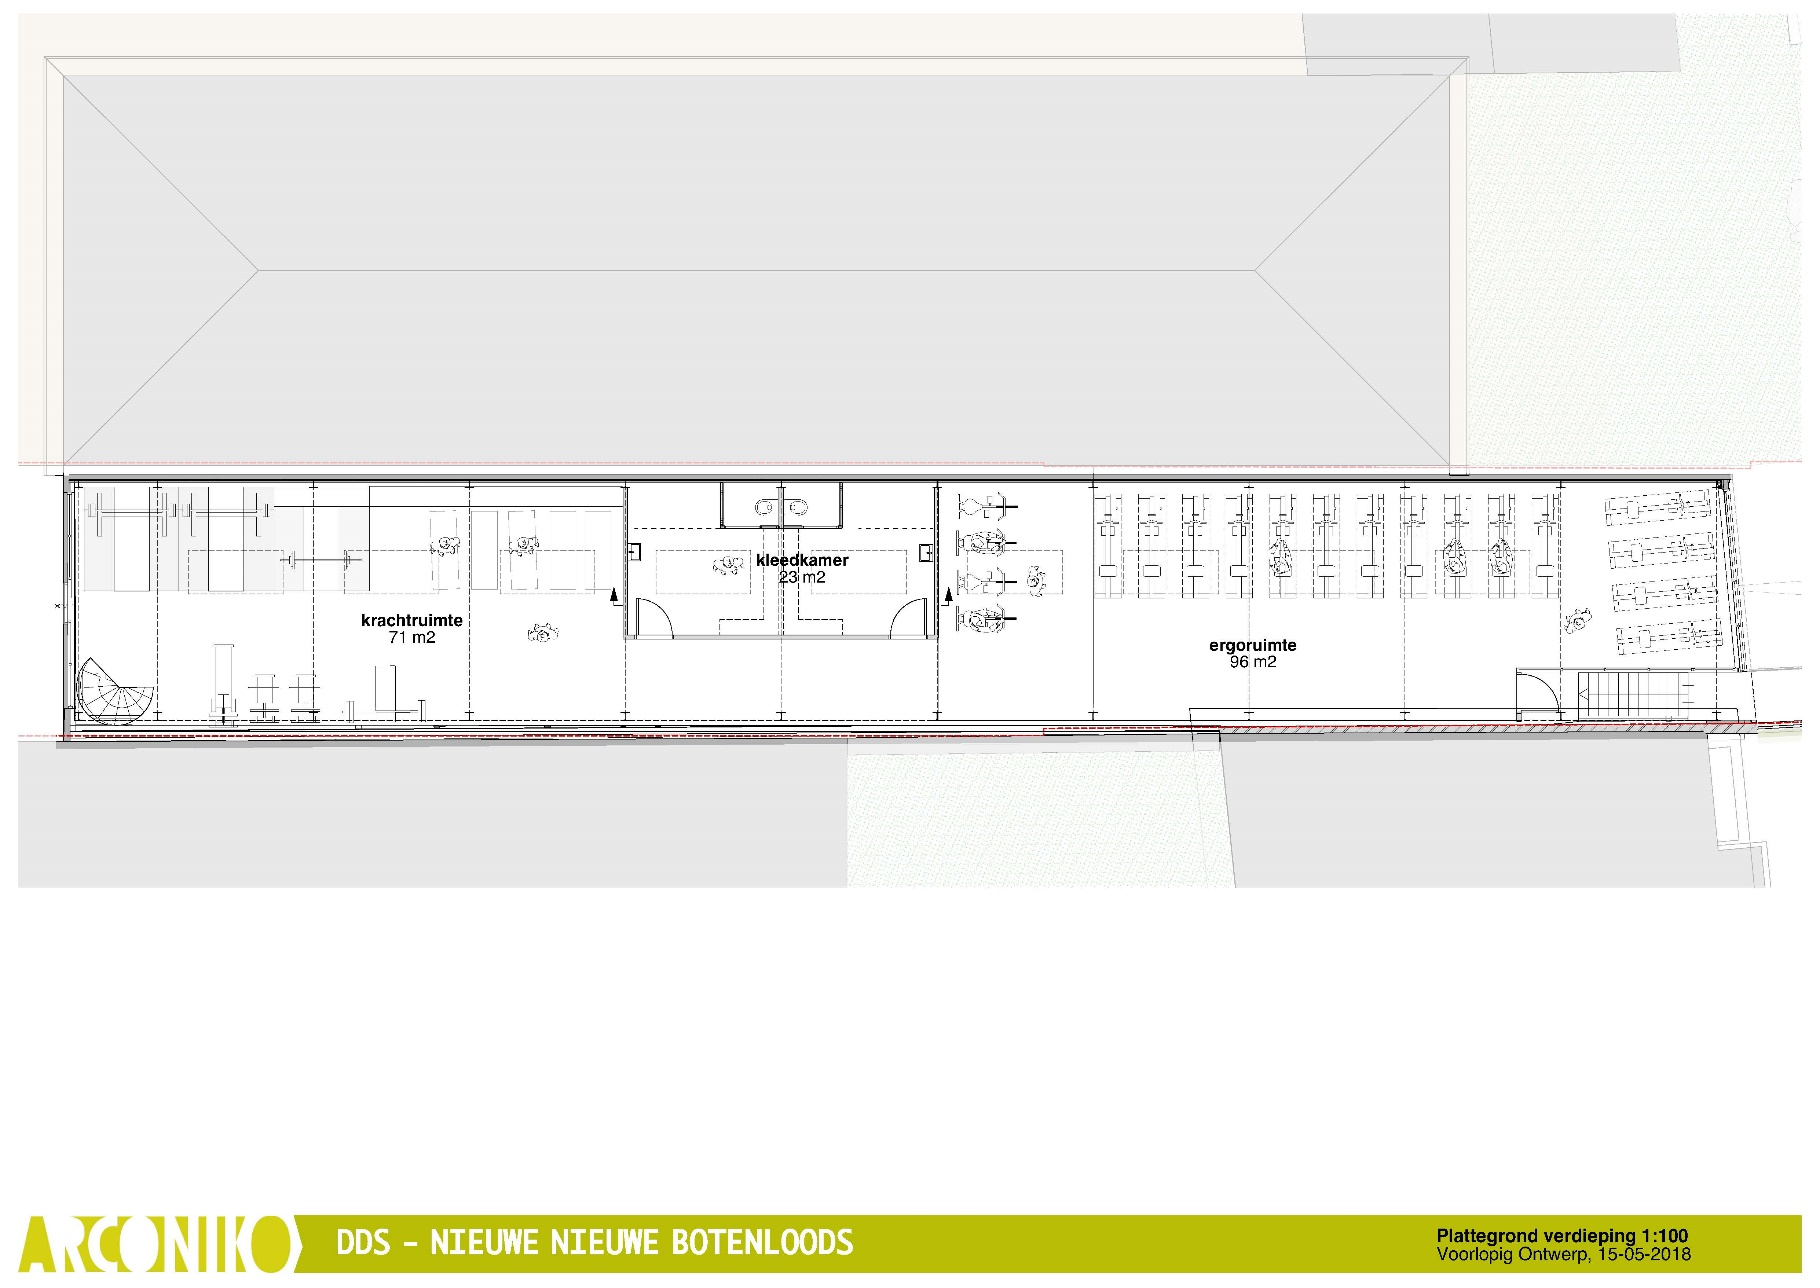 kleedkamer
23 m2
krachtruimte
71 m2
ergoruimte
96 m2
ARCONIKO
DDS - NIEUWE NIEUWE BOTENLOODS
Plattegrond verdieping 1:100
Voorlopig Ontwerp, 15-05-2018